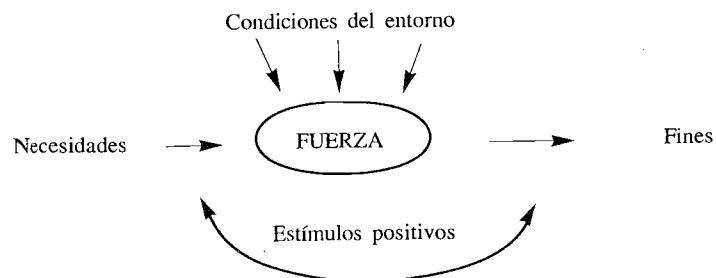 Condiciones del entorno
Necesidades
FUERZA
Fines
Estímulos positivos